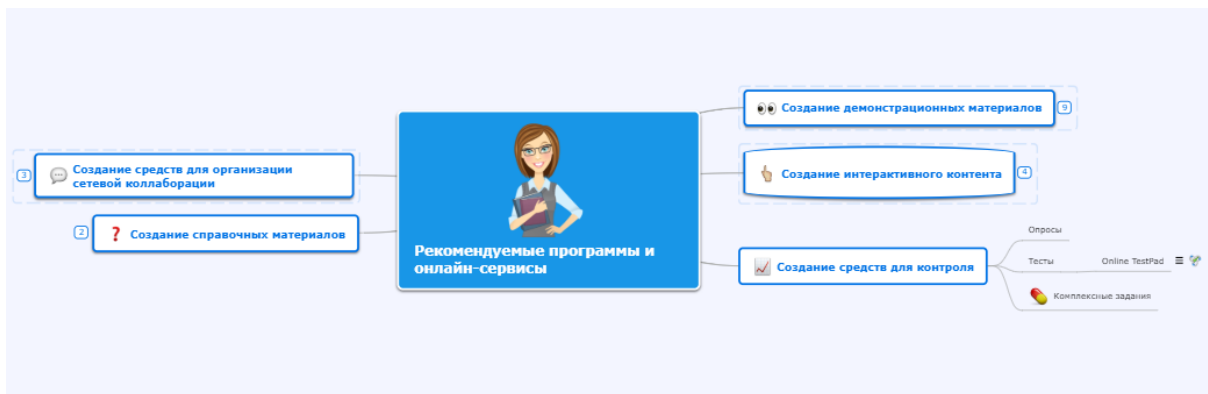 Рекомендуемые программы и
онлайн-сервисы
Создание демонстрационных материалов
9
Создание интерактивного контента
4
Создание средств для контроля
Опросы
Тесты
Online TestPad
Комплексные задания
3
Создание средств для организации
сетевой коллаборации
2
Создание справочных материалов